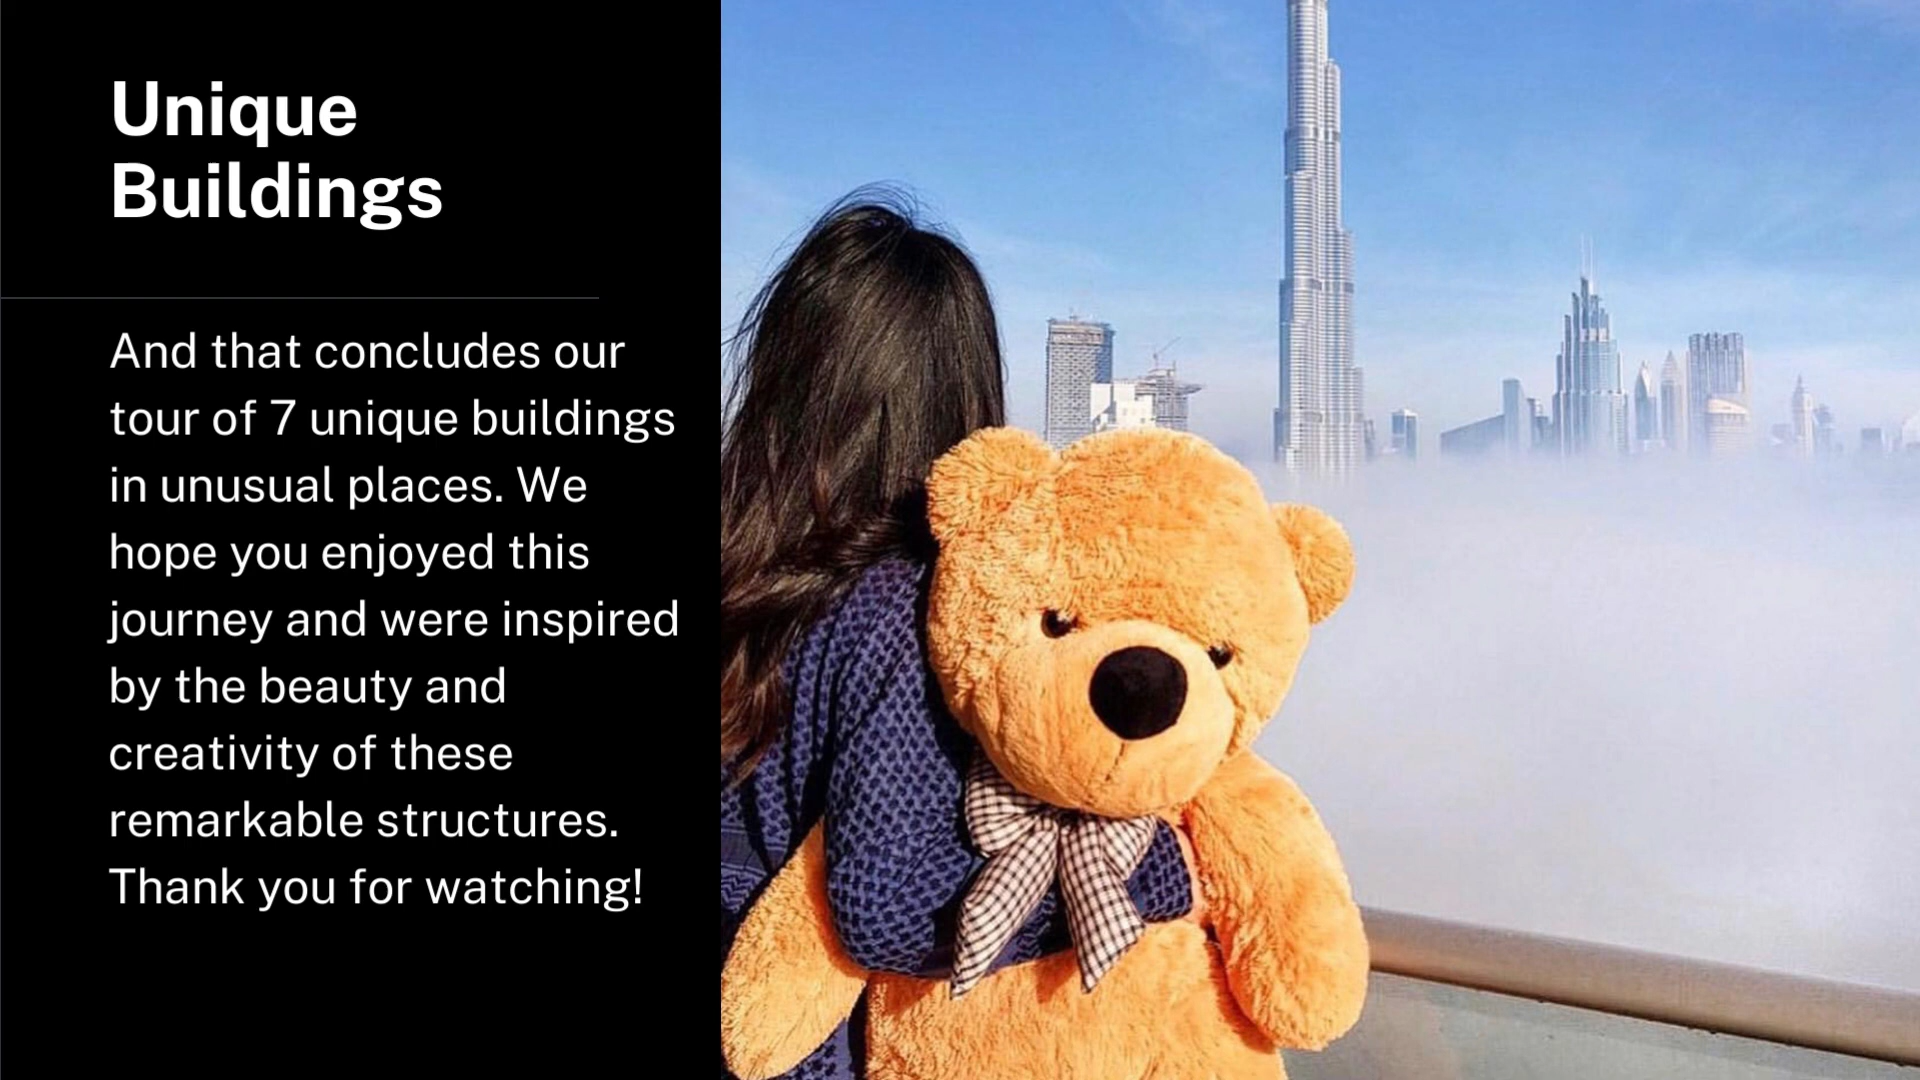 Unique
Buildings
And that concludes our
tour of 7 unique buildings
in unusual places. We
hope you enjoyed this
journey and were inspired
by the beauty and
creativity of these
remarkable structures.
Thank you for watching!